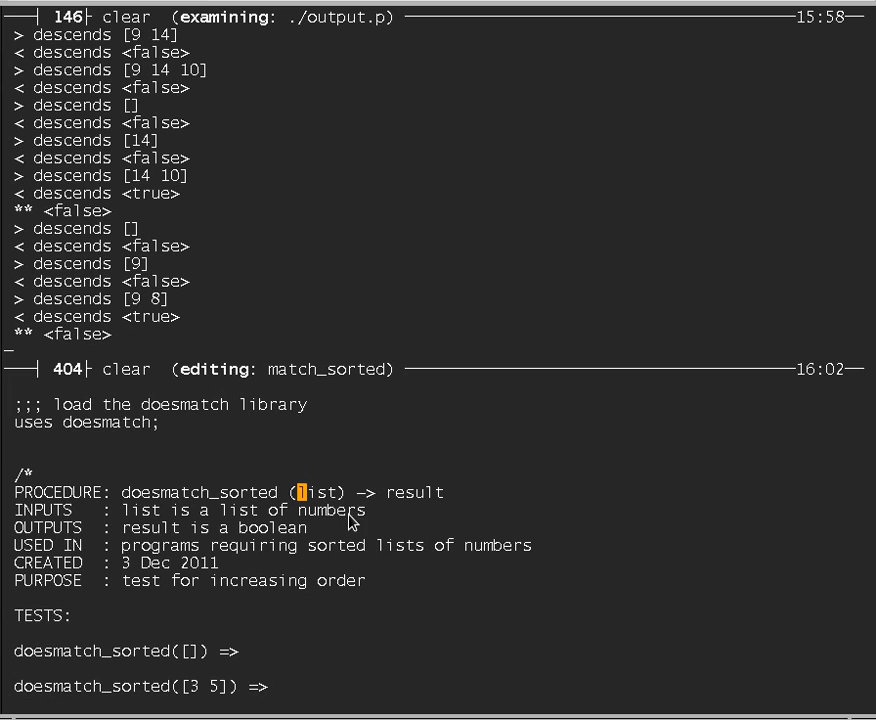 146 clear (examining: ./output.p) 15:58
> descends [9 14]
< descends <false>
> descends [9 14 10]
< descends <false>
> descends []
< descends <false>
> descends [14]
< descends <false>
> descends [14 10]
< descends <true>
** <false>
> descends []
< descends <false>
> descends [9]
< descends <false>
> descends [9 8]
< descends <true>
** <false>
404 clear (editing: match_sorted) 16:02
;;; load the doesmatch library
uses doesmatch;
/*
PROCEDURE: doesmatch_sorted (list) -> result
INPUTS : list is a list of numbers
OUTPUTS : result is a boolean
USED IN : programs requiring sorted lists of numbers
CREATED : 3 Dec 2011
PURPOSE : test for increasing order
TESTS:
doesmatch_sorted([]) =>
doesmatch_sorted([3 5]) =>